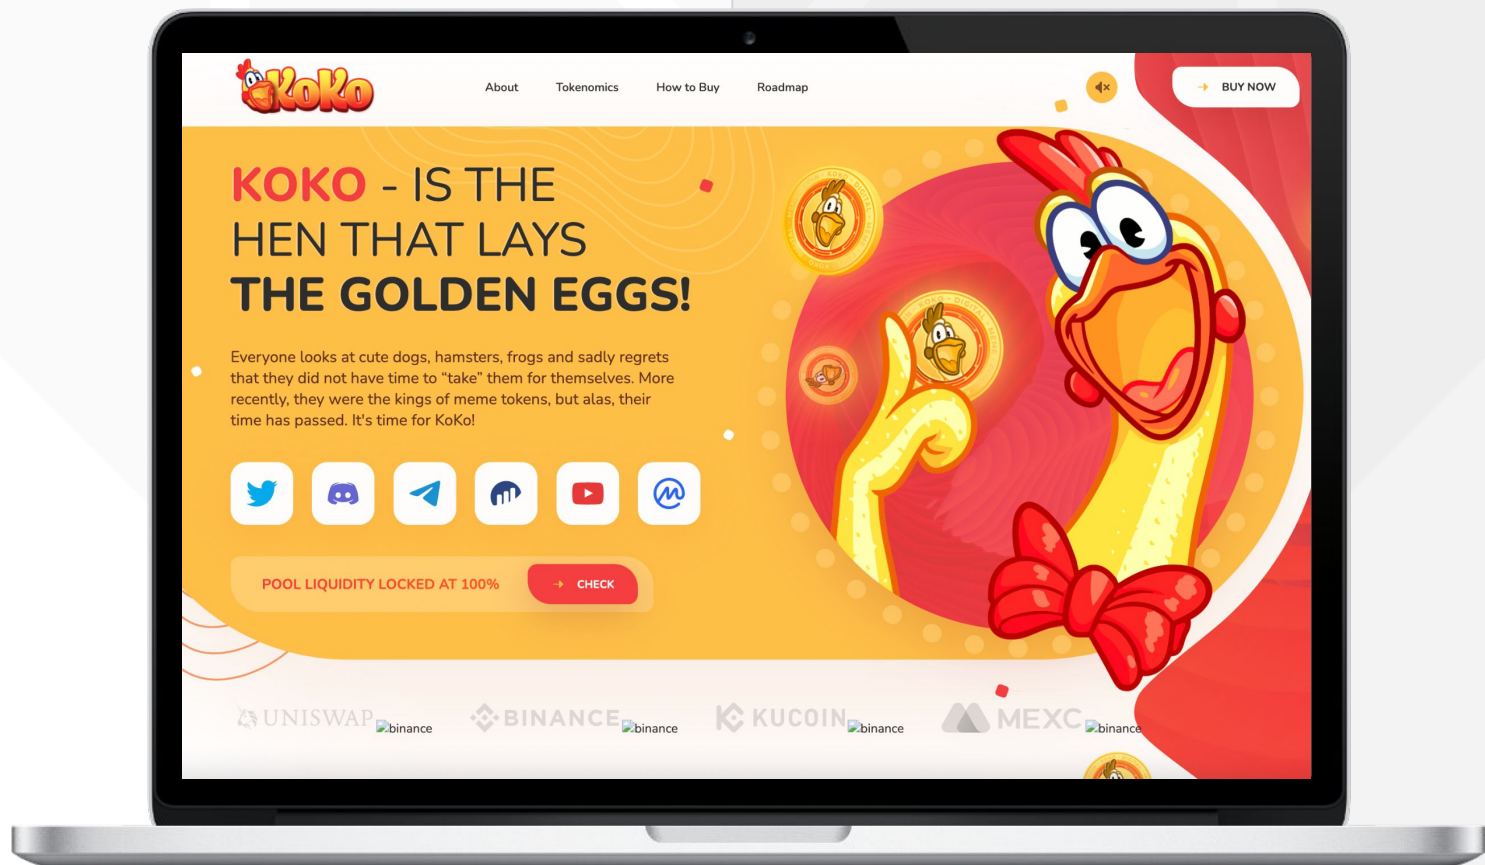 KoKo
About
Tokenomics
How to Buy
Roadmap
BUY NOW
KOKO - IS THE
HEN THAT LAYS
THE GOLDEN EGGS!
Everyone looks at cute dogs, hamsters, frogs and sadly regrets
that they did not have time to “take” them for themselves. More
recently, they were the kings of meme tokens, but alas, their
time has passed. It's time for KoKo!
POOL LIQUIDITY LOCKED AT 100%
CHECK
KOKO - DIGITAL - MEME
UNISWAP
binance
BINANCE
binance
KUCOIN
binance
MEXC
binance